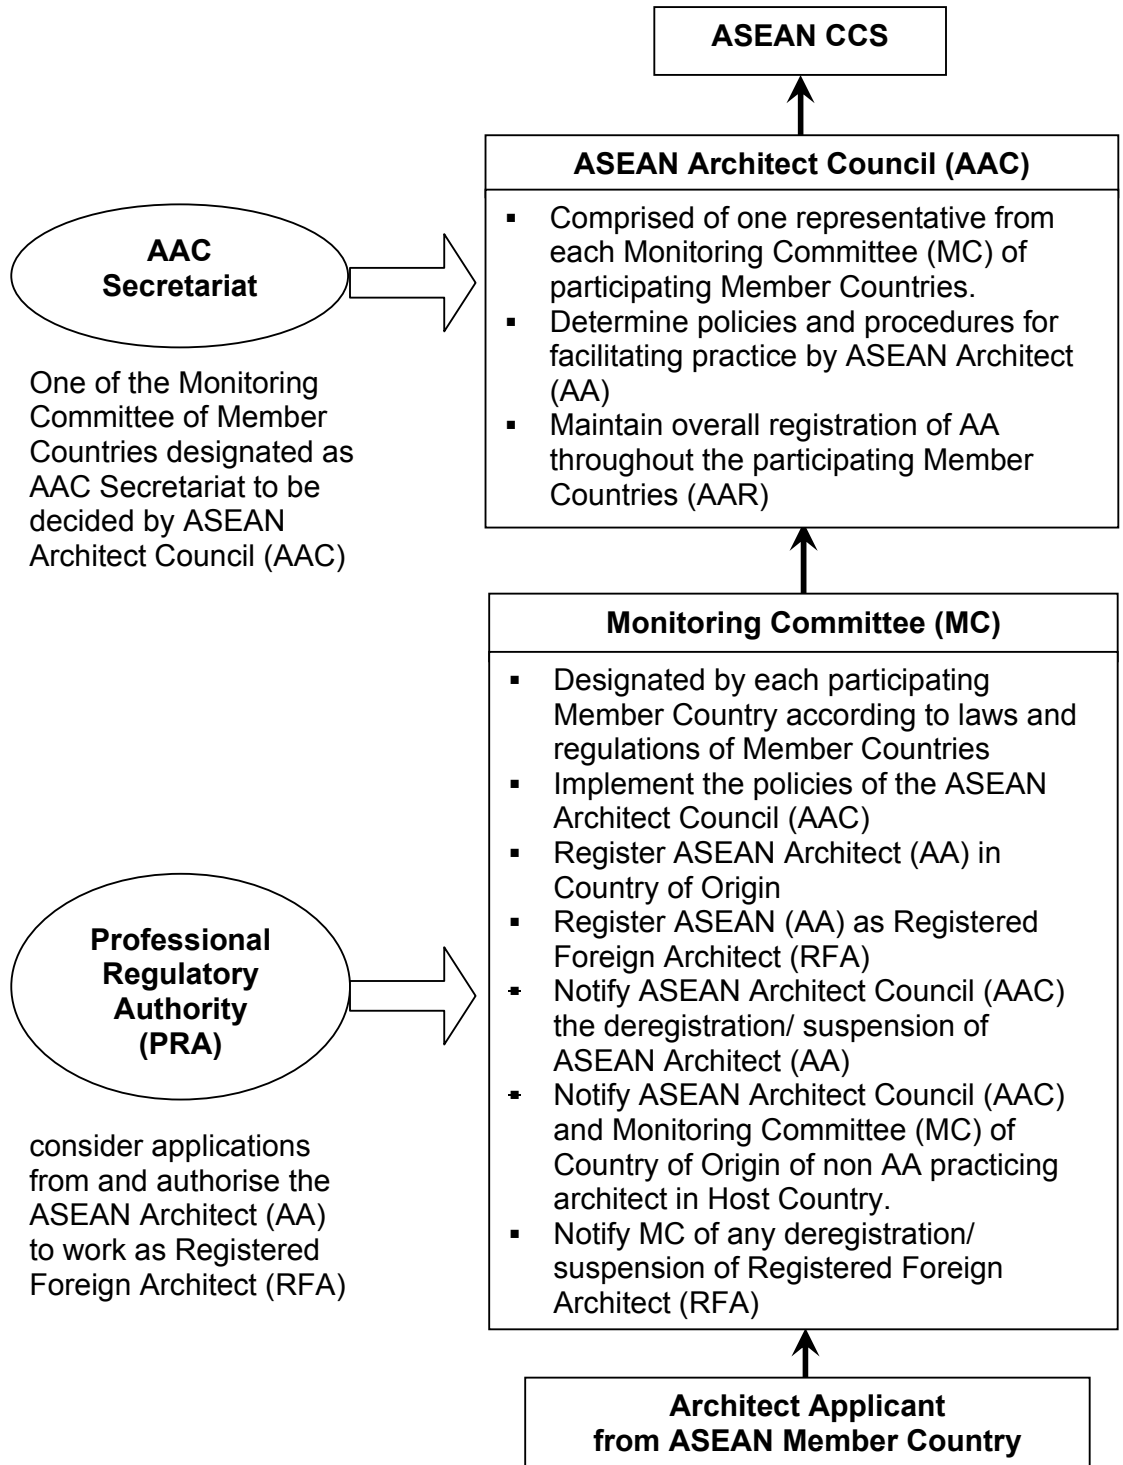 ASEAN CCS
ASEAN Architect Council (AAC)
▪ Comprised of one representative from
each Monitoring Committee (MC) of
participating Member Countries.
▪ Determine policies and procedures for
facilitating practice by ASEAN Architect
(AA)
▪ Maintain overall registration of AA
throughout the participating Member
Countries (AAR)
AAC
Secretariat
One of the Monitoring
Committee of Member
Countries designated as
AAC Secretariat to be
decided by ASEAN
Architect Council (AAC)
Monitoring Committee (MC)
▪ Designated by each participating
Member Country according to laws and
regulations of Member Countries
▪ Implement the policies of the ASEAN
Architect Council (AAC)
▪ Register ASEAN Architect (AA) in
Country of Origin
▪ Register ASEAN (AA) as Registered
Foreign Architect (RFA)
▪ Notify ASEAN Architect Council (AAC)
the deregistration/ suspension of
ASEAN Architect (AA)
▪ Notify ASEAN Architect Council (AAC)
and Monitoring Committee (MC) of
Country of Origin of non AA practicing
architect in Host Country.
▪ Notify MC of any deregistration/
suspension of Registered Foreign
Architect (RFA)
Professional
Regulatory
Authority
(PRA)
consider applications
from and authorise the
ASEAN Architect (AA)
to work as Registered
Foreign Architect (RFA)
Architect Applicant
from ASEAN Member Country